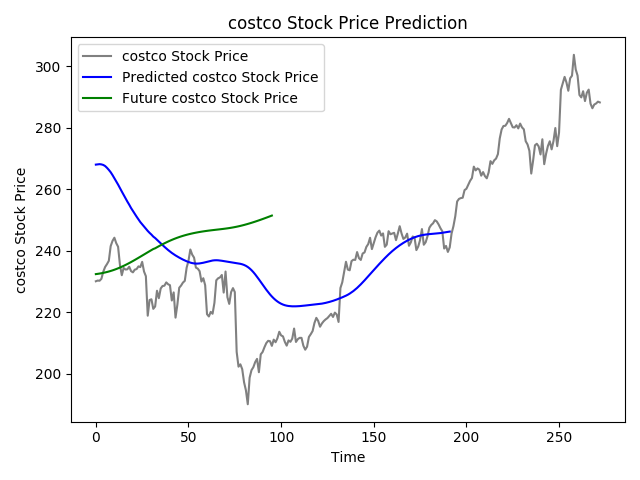 costco Stock Price Prediction
costco Stock Price
Predicted costco Stock Price
Future costco Stock Price
costco Stock Price
300
280
260
240
220
200
0
50
100
150
200
250
Time